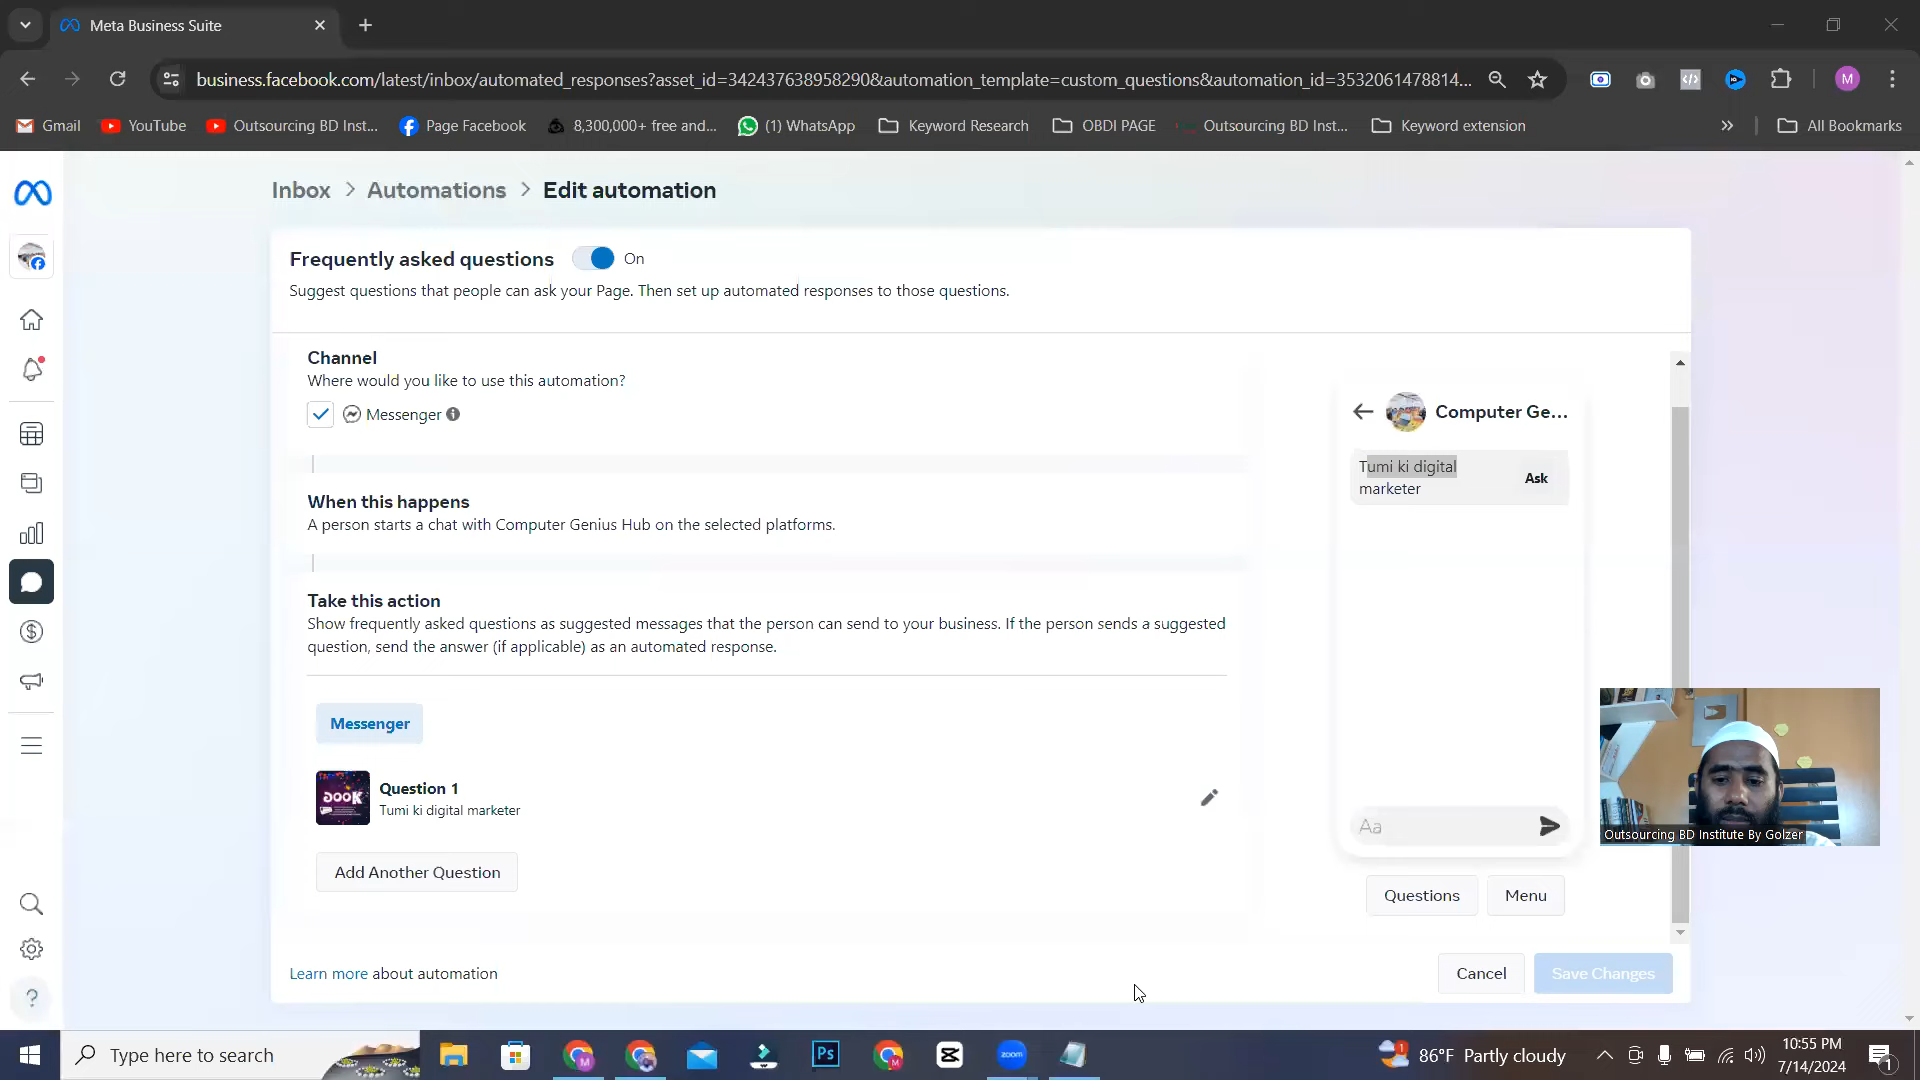 Meta Business Suite
business.facebook.com/latest/inbox/automated_responses?asset_id=342437638958290&automation_template=custom_questions&automation_id=3532061478814...
M
Gmail
YouTube
Outsourcing BD Inst...
Page Facebook
8,300,000+ free and...
(1) WhatsApp
Keyword Research
OBDI PAGE
Outsourcing BD Inst...
Keyword extension
All Bookmarks
Inbox > Automations > Edit automation
Frequently asked questions
On
Suggest questions that people can ask your Page. Then set up automated responses to those questions.
Channel
Where would you like to use this automation?
Messenger
When this happens
A person starts a chat with Computer Genius Hub on the selected platforms.
Take this action
Show frequently asked questions as suggested messages that the person can send to your business. If the person sends a suggested
question, send the answer (if applicable) as an automated response.
Messenger
Question 1
Tumi ki digital marketer
Add Another Question
Learn more about automation
Computer Ge...
Tumi ki digital
marketer
Ask
Aa
Questions
Menu
Cancel
Save Changes
Outsourcing BD Institute By Golzer
Type here to search
Ps
zoom
86°F Partly cloudy
10:55 PM
7/14/2024
1